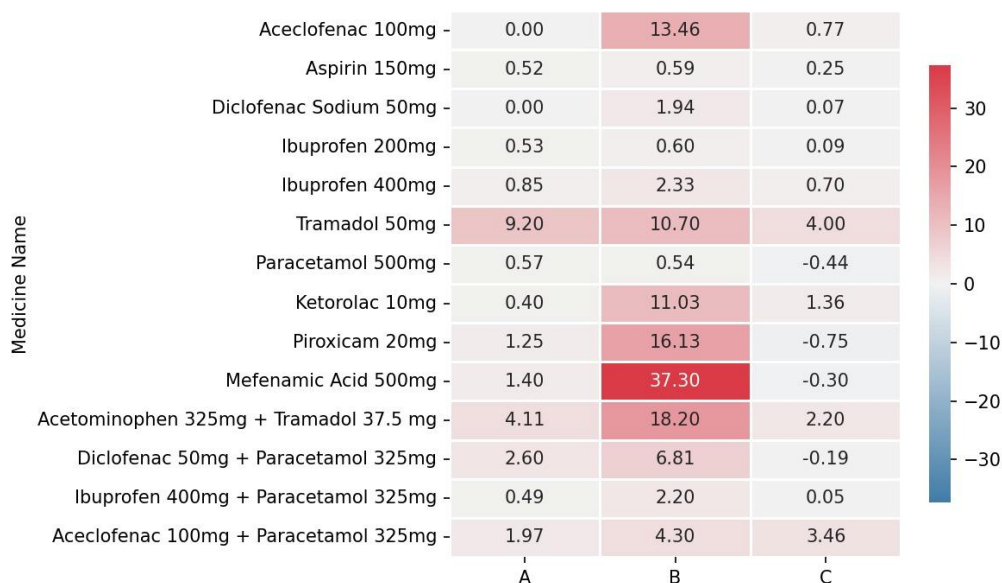 Aceclofenac 100mg 0.00 13.46 0.77
Aspirin 150mg 0.52 0.59 0.25
Diclofenac Sodium 50mg 0.00 1.94 0.07
Ibuprofen 200mg 0.53 0.60 0.09
Ibuprofen 400mg 0.85 2.33 0.70
Tramadol 50mg 9.20 10.70 4.00
Paracetamol 500mg 0.57 0.54 -0.44
Ketorolac 10mg 0.40 11.03 1.36
Piroxicam 20mg 1.25 16.13 -0.75
Mefenamic Acid 500mg 1.40 37.30 -0.30
Acetominophen 325mg + Tramadol 37.5 mg 4.11 18.20 2.20
Diclofenac 50mg + Paracetamol 325mg 2.60 6.81 -0.19
Ibuprofen 400mg + Paracetamol 325mg 0.49 2.20 0.05
Aceclofenac 100mg + Paracetamol 325mg 1.97 4.30 3.46
A B C
Medicine Name
30
20
10
0
−10
−20
−30